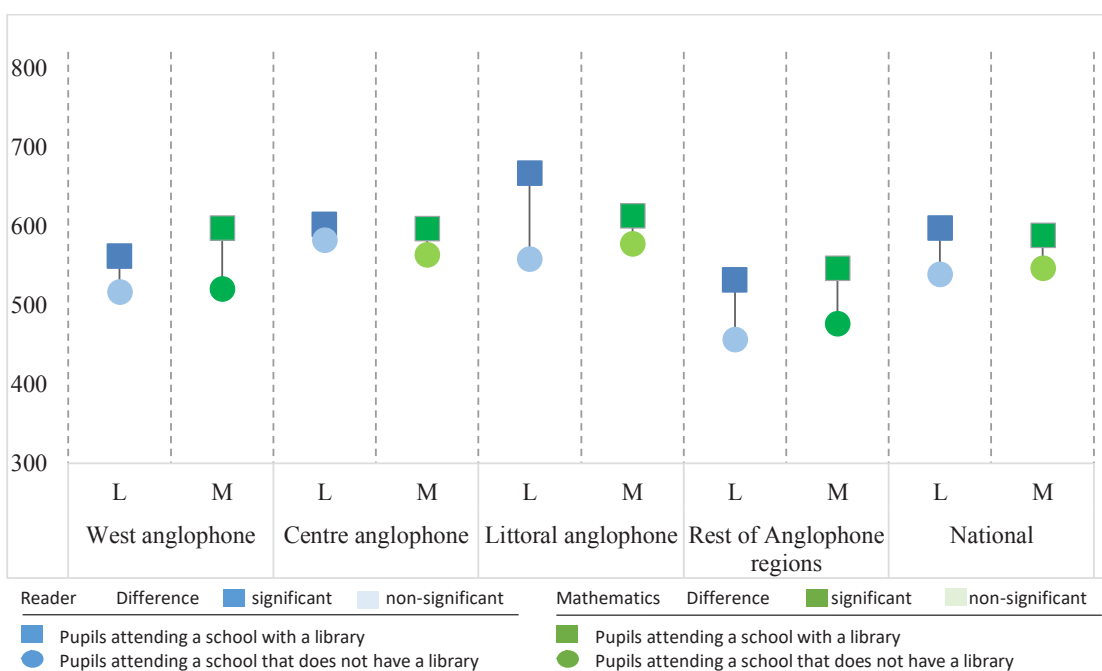 800
700
600
500
400
300
L M L M L M L M L M
West anglophone Centre anglophone Littoral anglophone Rest of Anglophone regions National
Reader Difference significant non-significant Mathematics Difference significant non-significant
Pupils attending a school with a library Pupils attending a school with a library
Pupils attending a school that does not have a library Pupils attending a school that does not have a library